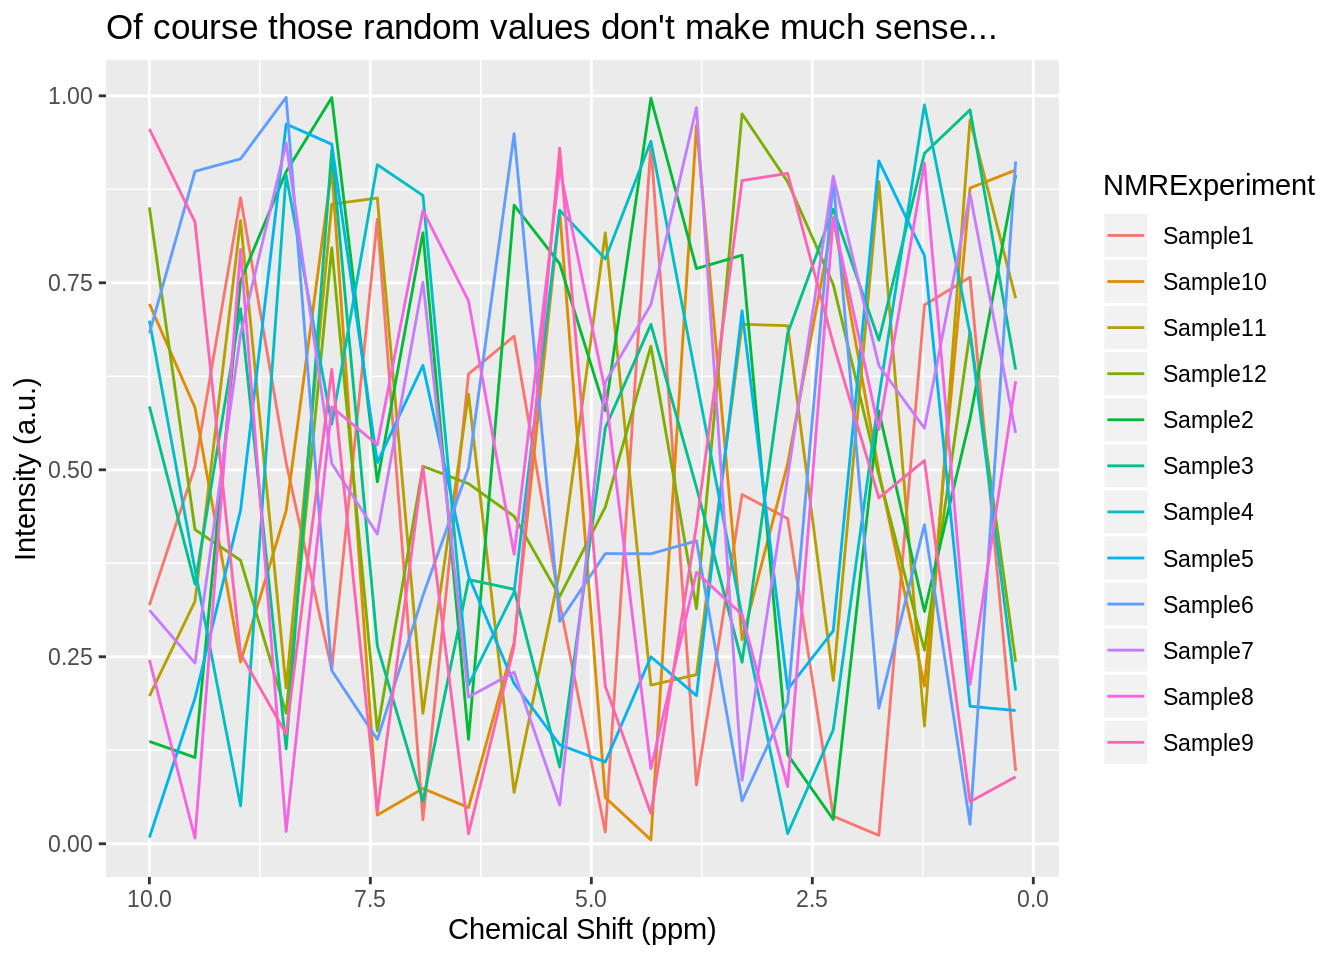 Of course those random values don't make much sense...
1.00
0.75
0.50
0.25
0.00
Intensity (a.u.)
10.0
7.5
5.0
2.5
0.0
Chemical Shift (ppm)
NMRExperiment
Sample1
Sample10
Sample11
Sample12
Sample2
Sample3
Sample4
Sample5
Sample6
Sample7
Sample8
Sample9